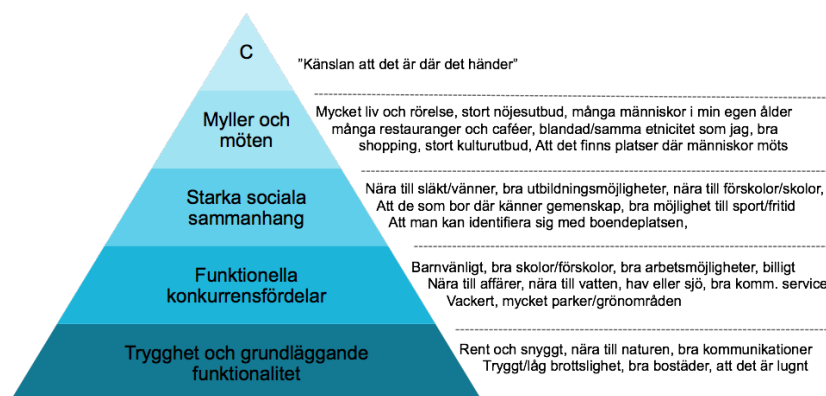 C
"Känslan att det är där det händer"
Myller och
möten
Mycket liv och rörelse, stort nöjesutbud, många människor i min egen ålder
många restauranger och caféer, blandad/samma etnicitet som jag, bra
shopping, stort kulturutbud, Att det finns platser där människor möts
Starka sociala
sammanhang
Nära till släkt/vänner, bra utbildningsmöjligheter, nära till förskolor/skolor,
Att de som bor där känner gemenskap, bra möjlighet till sport/fritid
Att man kan identifiera sig med boendeplatsen,
Funktionella
konkurrensfördelar
Barnvänligt, bra skolor/förskolor, bra arbetsmöjligheter, billigt
Nära till affärer, nära till vatten, hav eller sjö, bra komm. service
Vackert, mycket parker/grönområden
Trygghet och grundläggande
funktionalitet
Rent och snyggt, nära till naturen, bra kommunikationer
Tryggt/låg brottslighet, bra bostäder, att det är lugnt